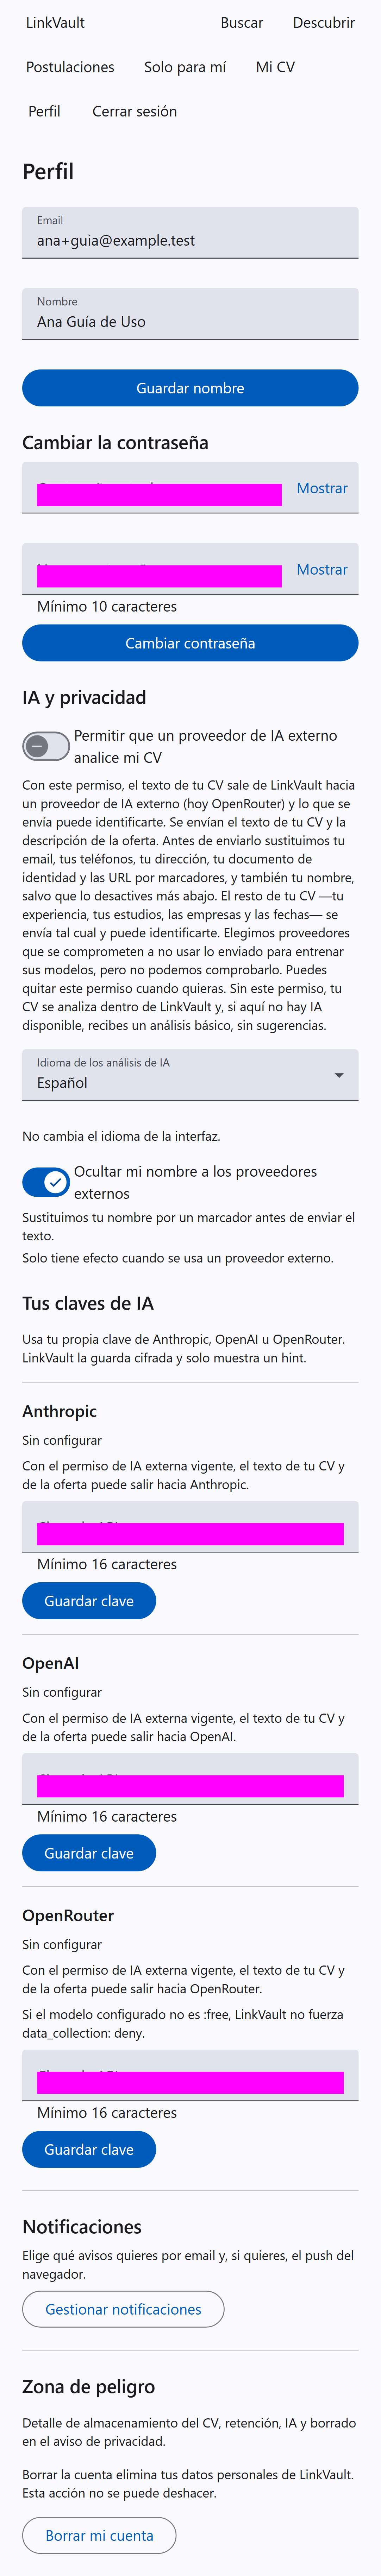 LinkVault Buscar Descubrir
Postulaciones Solo para mí Mi CV
Perfil Cerrar sesión
Perfil
Email
ana+guia@example.test
Nombre
Ana Guía de Uso
Guardar nombre
Cambiar la contraseña
Mostrar
Mostrar
Mínimo 10 caracteres
Cambiar contraseña
IA y privacidad
Permitir que un proveedor de IA externo
analice mi CV
Con este permiso, el texto de tu CV sale de LinkVault hacia
un proveedor de IA externo (hoy OpenRouter) y lo que se
envía puede identificarte. Se envían el texto de tu CV y la
descripción de la oferta. Antes de enviarlo sustituimos tu
email, tus teléfonos, tu dirección, tu documento de
identidad y las URL por marcadores, y también tu nombre,
salvo que lo desactives más abajo. El resto de tu CV —tu
experiencia, tus estudios, las empresas y las fechas— se
envía tal cual y puede identificarte. Elegimos proveedores
que se comprometen a no usar lo enviado para entrenar
sus modelos, pero no podemos comprobarlo. Puedes
quitar este permiso cuando quieras. Sin este permiso, tu
CV se analiza dentro de LinkVault y, si aquí no hay IA
disponible, recibes un análisis básico, sin sugerencias.
Idioma de los análisis de IA
Español
No cambia el idioma de la interfaz.
Ocultar mi nombre a los proveedores
externos
Sustituimos tu nombre por un marcador antes de enviar el
texto.
Solo tiene efecto cuando se usa un proveedor externo.
Tus claves de IA
Usa tu propia clave de Anthropic, OpenAI u OpenRouter.
LinkVault la guarda cifrada y solo muestra un hint.
Anthropic
Sin configurar
Con el permiso de IA externa vigente, el texto de tu CV y
de la oferta puede salir hacia Anthropic.
Mínimo 16 caracteres
Guardar clave
OpenAI
Sin configurar
Con el permiso de IA externa vigente, el texto de tu CV y
de la oferta puede salir hacia OpenAI.
Mínimo 16 caracteres
Guardar clave
OpenRouter
Sin configurar
Con el permiso de IA externa vigente, el texto de tu CV y
de la oferta puede salir hacia OpenRouter.
Si el modelo configurado no es :free, LinkVault no fuerza
data_collection: deny.
Mínimo 16 caracteres
Guardar clave
Notificaciones
Elige qué avisos quieres por email y, si quieres, el push del
navegador.
Gestionar notificaciones
Zona de peligro
Detalle de almacenamiento del CV, retención, IA y borrado
en el aviso de privacidad.
Borrar la cuenta elimina tus datos personales de LinkVault.
Esta acción no se puede deshacer.
Borrar mi cuenta